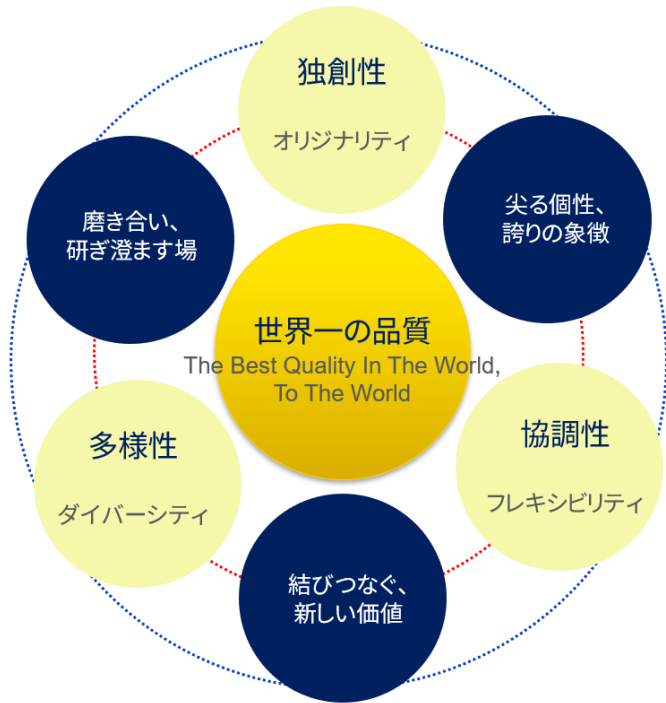 独創性
オリジナリティ
尖る個性、
誇りの象徴
磨き合い、
研ぎ澄ます場
世界一の品質
The Best Quality In The World,
To The World
多様性
ダイバーシティ
協調性
フレキシビリティ
結びつなぐ、
新しい価値